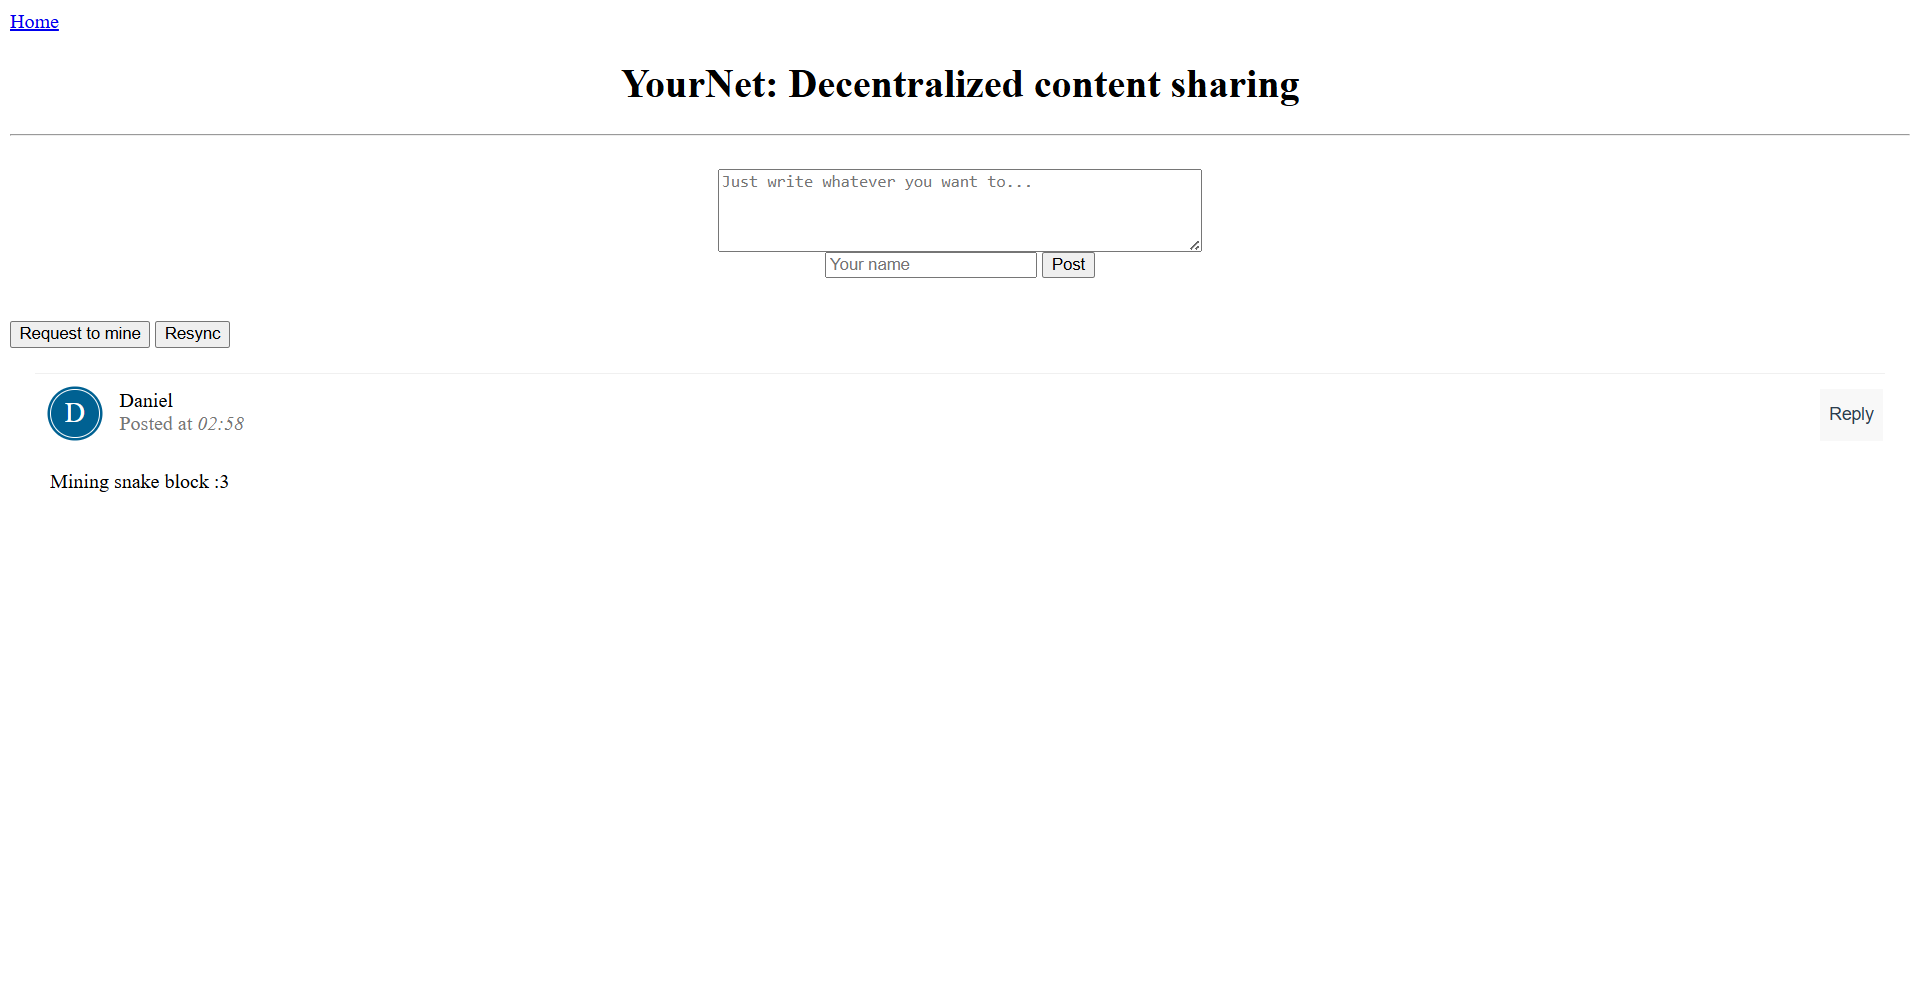 Home
YourNet: Decentralized content sharing
Just write whatever you want to...
Your name Post
Request to mine Resync
D
Daniel
Posted at 02:58
Reply
Mining snake block :3